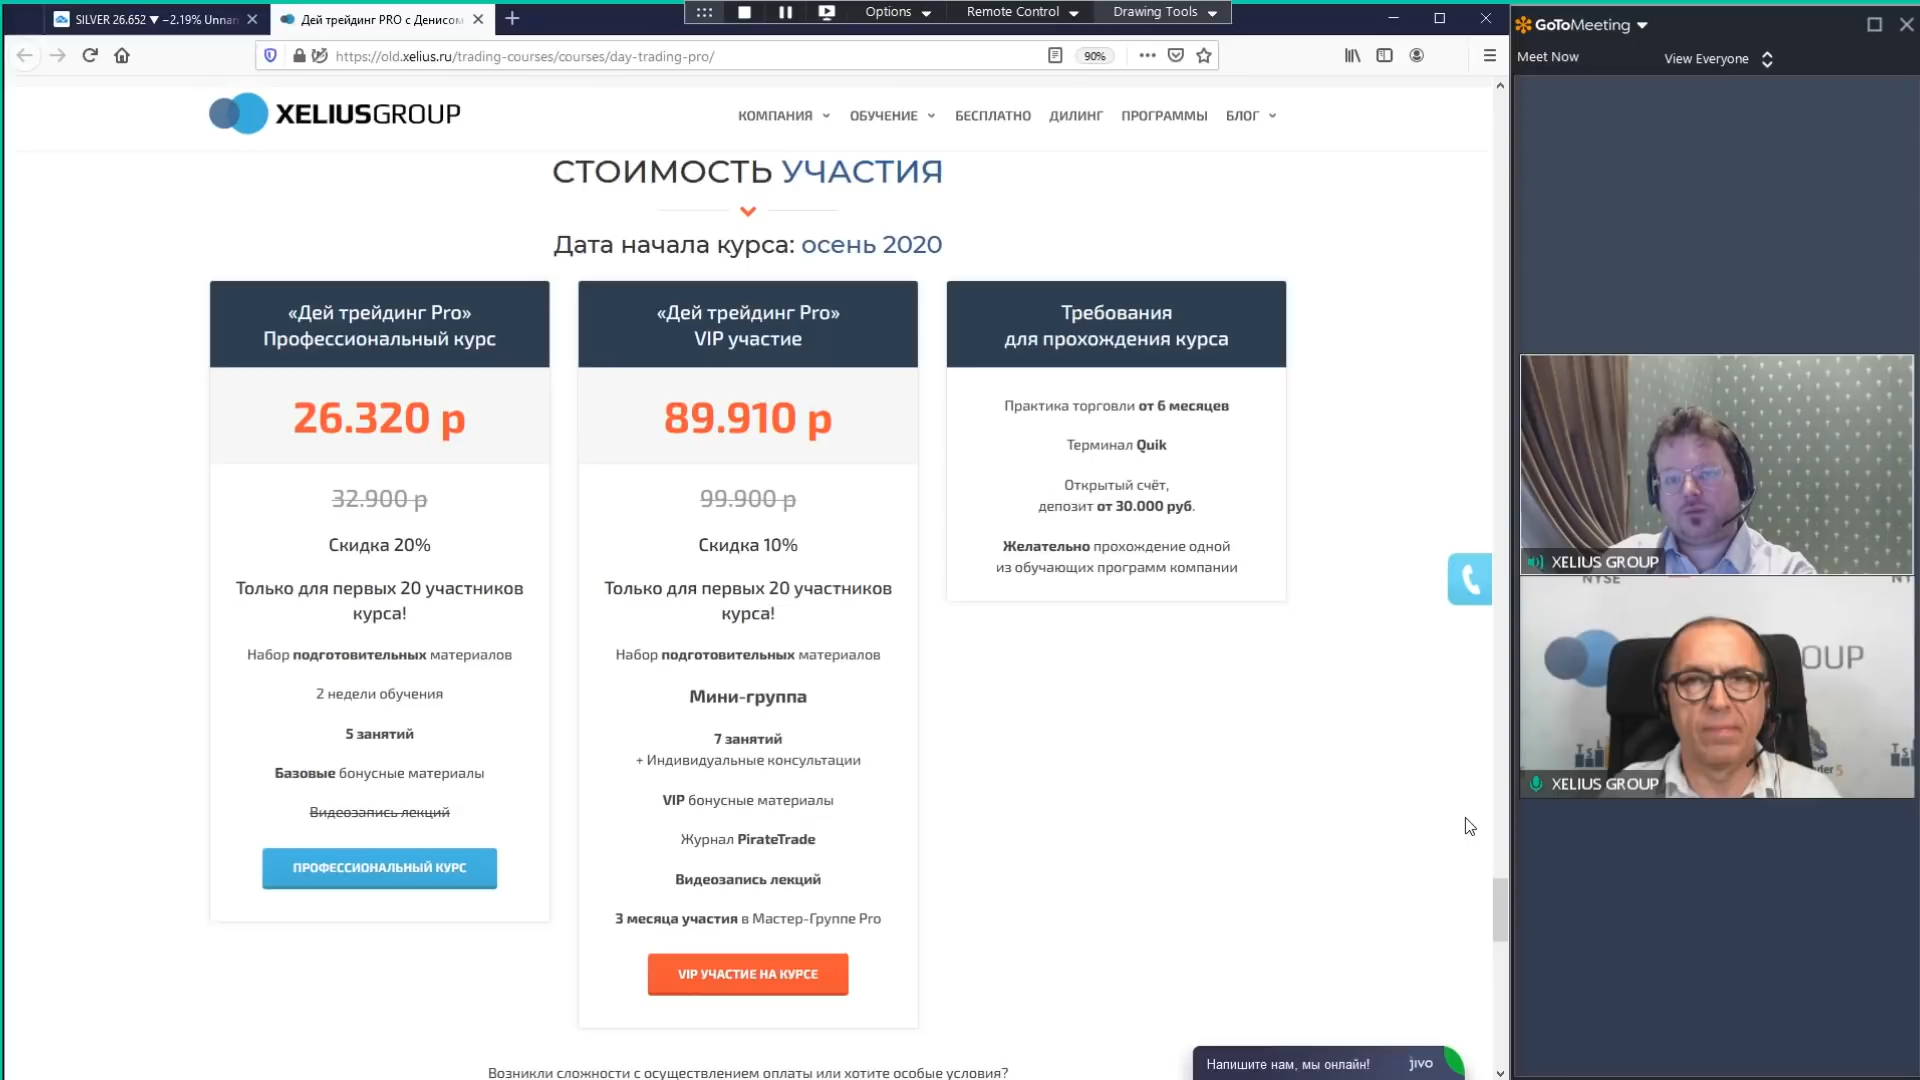 SILVER 26.652 ▼ −2.19% Unnan
Дей трейдинг PRO с Денисом
Options
Remote Control
Drawing Tools
GoToMeeting
https://old.xelius.ru/trading-courses/courses/day-trading-pro/
90%
Meet Now
View Everyone
XELIUSGROUP
КОМПАНИЯ
ОБУЧЕНИЕ
БЕСПЛАТНО
ДИЛИНГ
ПРОГРАММЫ
БЛОГ
СТОИМОСТЬ УЧАСТИЯ
Дата начала курса: осень 2020
«Дей трейдинг Pro»
Профессиональный курс
26.320 р
32.900 р
Скидка 20%
Только для первых 20 участников
курса!
Набор подготовительных материалов
2 недели обучения
5 занятий
Базовые бонусные материалы
Видеозапись лекций
ПРОФЕССИОНАЛЬНЫЙ КУРС
«Дей трейдинг Pro»
VIP участие
89.910 р
99.900 р
Скидка 10%
Только для первых 20 участников
курса!
Набор подготовительных материалов
Мини-группа
7 занятий
+ Индивидуальные консультации
VIP бонусные материалы
Журнал PirateTrade
Видеозапись лекций
3 месяца участия в Мастер-Группе Pro
VIP УЧАСТИЕ НА КУРСЕ
Требования
для прохождения курса
Практика торговли от 6 месяцев
Терминал Quik
Открытый счёт,
депозит от 30.000 руб.
Желательно прохождение одной
из обучающих программ компании
XELIUS GROUP
NYSE
OUP
XELIUS GROUP
Возникли сложности с осуществлением оплаты или хотите особые условия?
Напишите нам, мы онлайн!
jivo